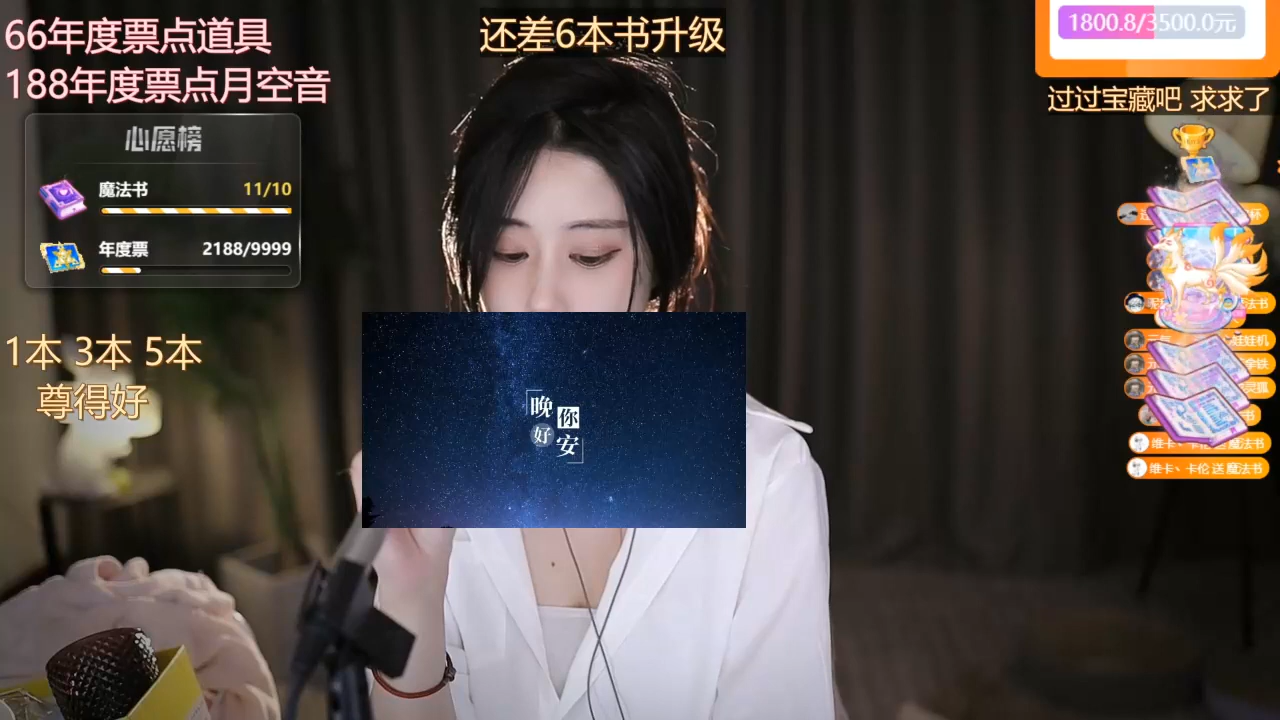 66年度票点道具
188年度票点月空音
还差6本书升级
1800.8/3500.0元
过过宝藏吧 求求了
心愿榜
魔法书 11/10
年度票 2188/9999
1本 3本 5本
尊得好
晚好
你安
维卡、卡伦 送 魔法书
维卡、卡伦 送 魔法书